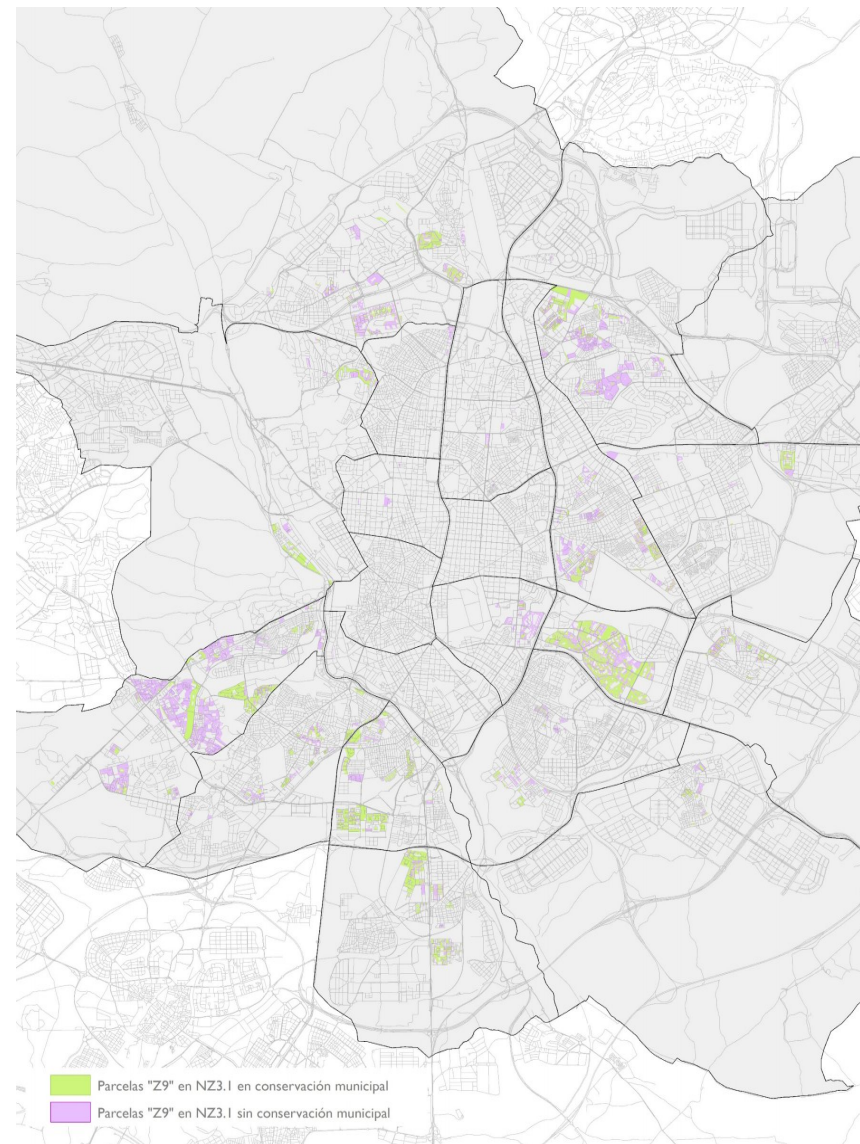 Parcelas "Z9" en NZ3.1 en conservación municipal
Parcelas "Z9" en NZ3.1 sin conservación municipal